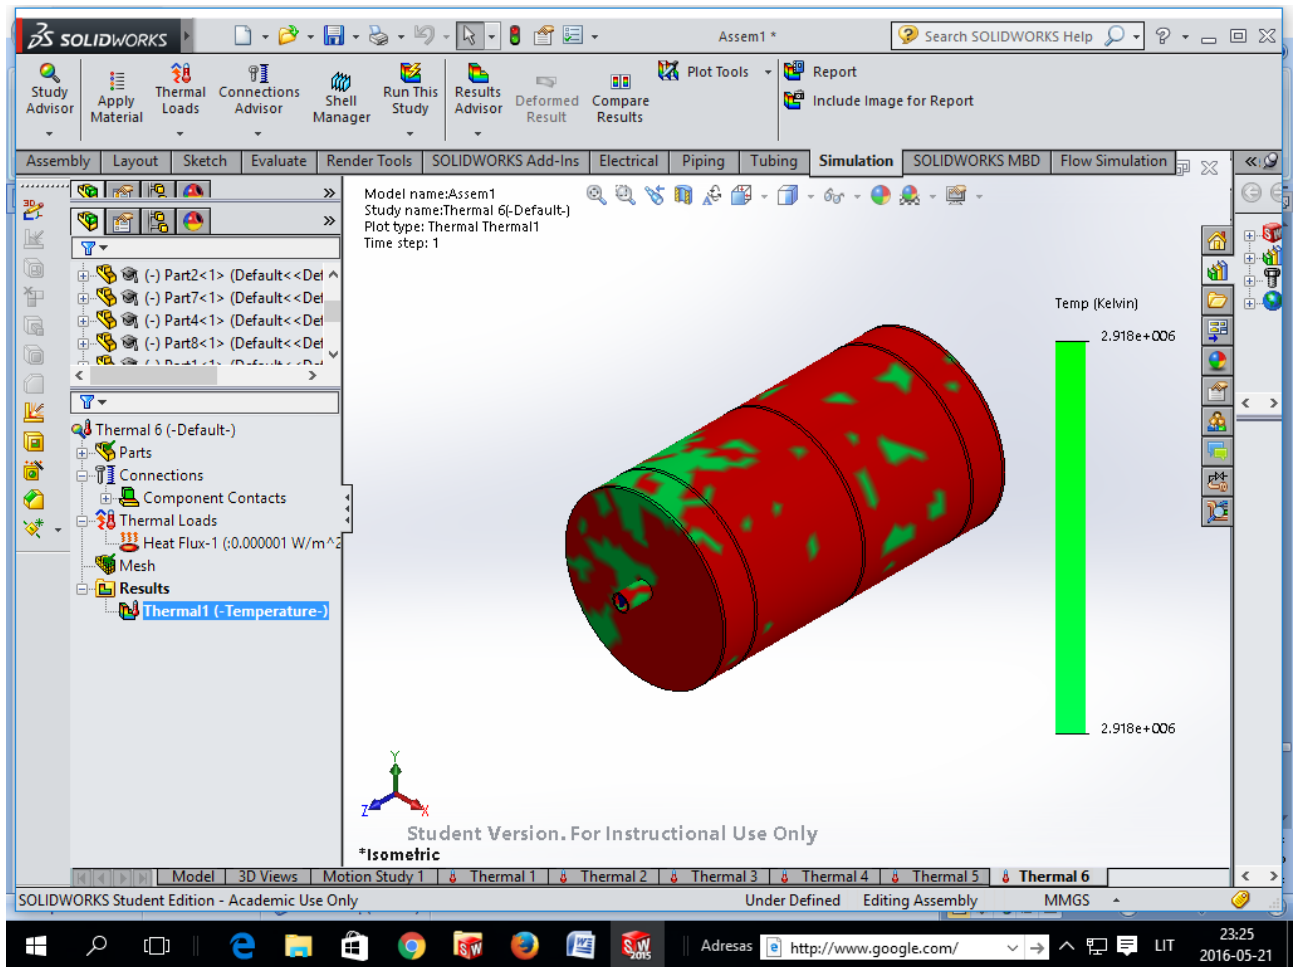 SOLIDWORKS
Assem1 *
Search SOLIDWORKS Help
Study Advisor
Apply Material
Thermal Loads
Connections Advisor
Shell Manager
Run This Study
Results Advisor
Deformed Result
Compare Results
Plot Tools
Report
Include Image for Report
Assembly
Layout
Sketch
Evaluate
Render Tools
SOLIDWORKS Add-Ins
Electrical
Piping
Tubing
Simulation
SOLIDWORKS MBD
Flow Simulation
Model name:Assem1
Study name:Thermal 6(-Default-)
Plot type: Thermal Thermal1
Time step: 1
3D
(-) Part2<1> (Default<<Def
(-) Part7<1> (Default<<Def
(-) Part4<1> (Default<<Def
(-) Part8<1> (Default<<Def
Thermal 6 (-Default-)
Parts
Connections
Component Contacts
Thermal Loads
Heat Flux-1 (:0.000001 W/m^2
Mesh
Results
Thermal1 (-Temperature-)
Temp (Kelvin)
2.918e+006
2.918e+006
Y
Z
X
Student Version. For Instructional Use Only
*Isometric
Model
3D Views
Motion Study 1
Thermal 1
Thermal 2
Thermal 3
Thermal 4
Thermal 5
Thermal 6
SOLIDWORKS Student Edition - Academic Use Only
Under Defined
Editing Assembly
MMGS
Adresas
http://www.google.com/
LIT
23:25
2016-05-21